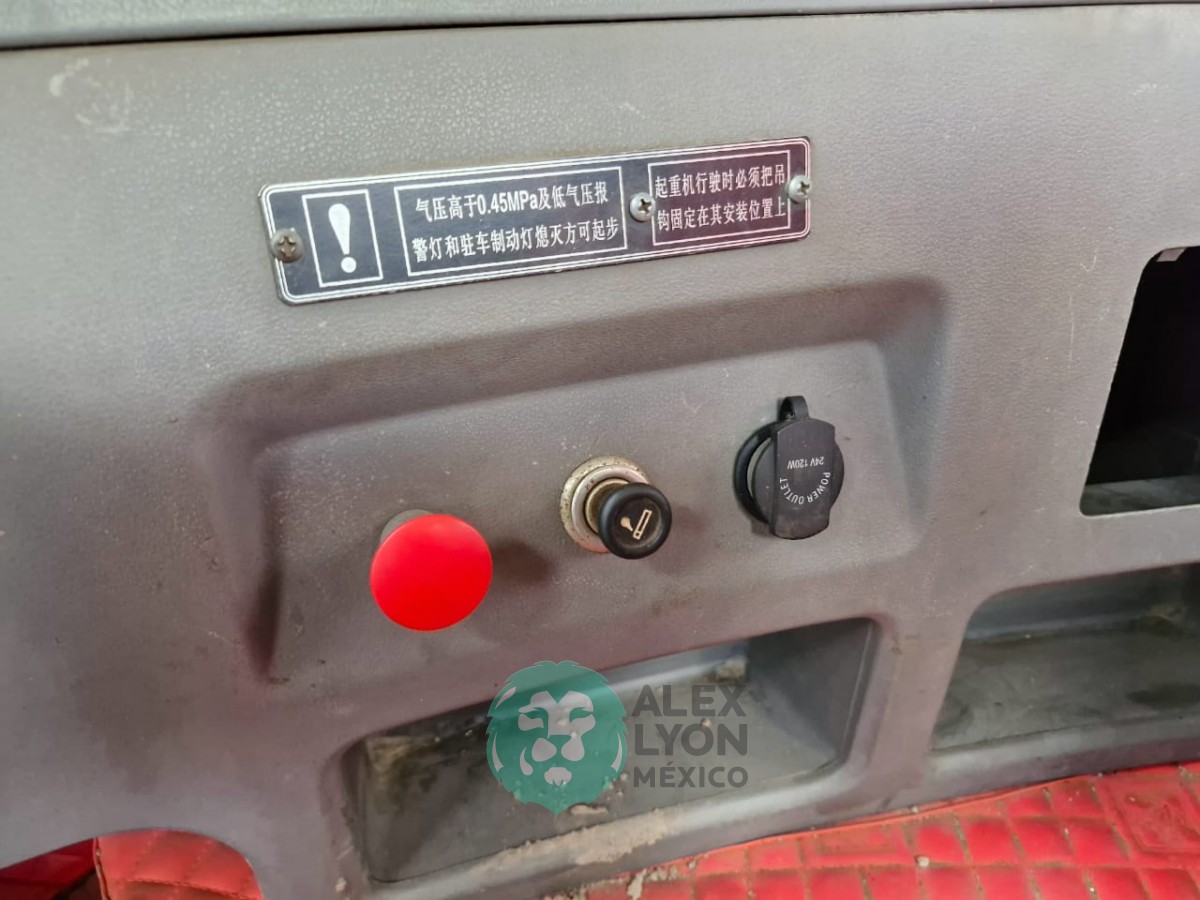 气压高于0.45MPa及低气压报
警灯和驻车制动灯熄灭方可起步
起重机行驶时必须把吊
钩固定在其安装位置上
24V 120W
POWER OUTLET
ALEX
LYON
MÉXICO